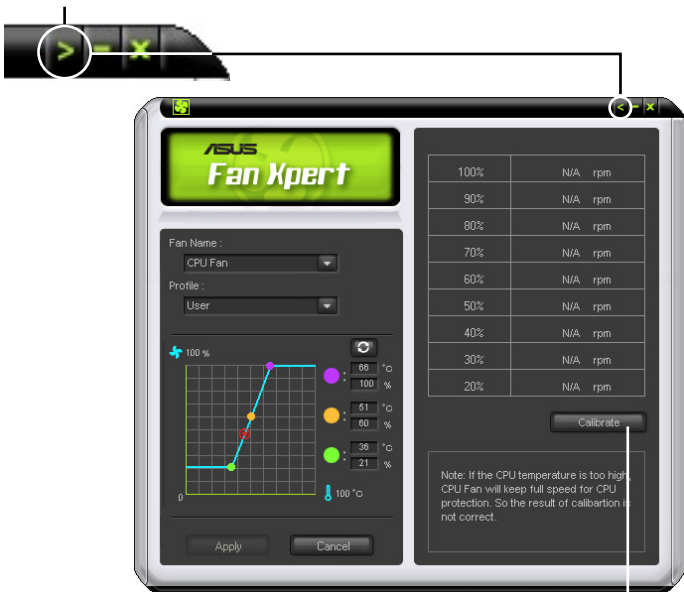 ASUS
Fan Xpert
Fan Name :
CPU Fan
Profile :
User
100 %
66 °C
100 %
51 °C
60 %
36 °C
21 %
0
100 °C
Apply
Cancel
100% N/A rpm
90% N/A rpm
80% N/A rpm
70% N/A rpm
60% N/A rpm
50% N/A rpm
40% N/A rpm
30% N/A rpm
20% N/A rpm
Calibrate
Note: If the CPU temperature is too high,
CPU Fan will keep full speed for CPU
protection. So the result of calibartion is
not correct.